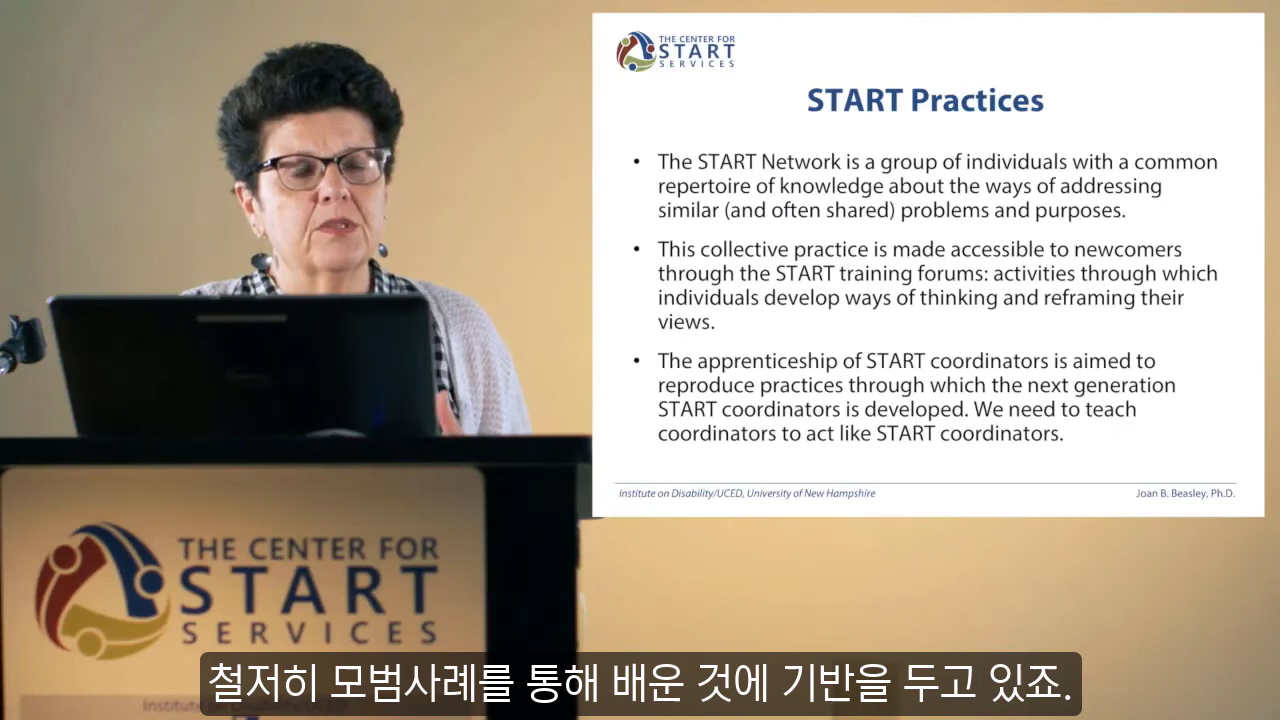 THE CENTER FOR
START
SERVICES
START Practices
• The START Network is a group of individuals with a common
repertoire of knowledge about the ways of addressing
similar (and often shared) problems and purposes.
• This collective practice is made accessible to newcomers
through the START training forums: activities through which
individuals develop ways of thinking and reframing their
views.
• The apprenticeship of START coordinators is aimed to
reproduce practices through which the next generation
START coordinators is developed. We need to teach
coordinators to act like START coordinators.
Institute on Disability/UCED, University of New Hampshire
Joan B. Beasley, Ph.D.
THE CENTER FOR
START
SERVICES
철저히 모범사례를 통해 배운 것에 기반을 두고 있죠.
Institute on Disability/UCED